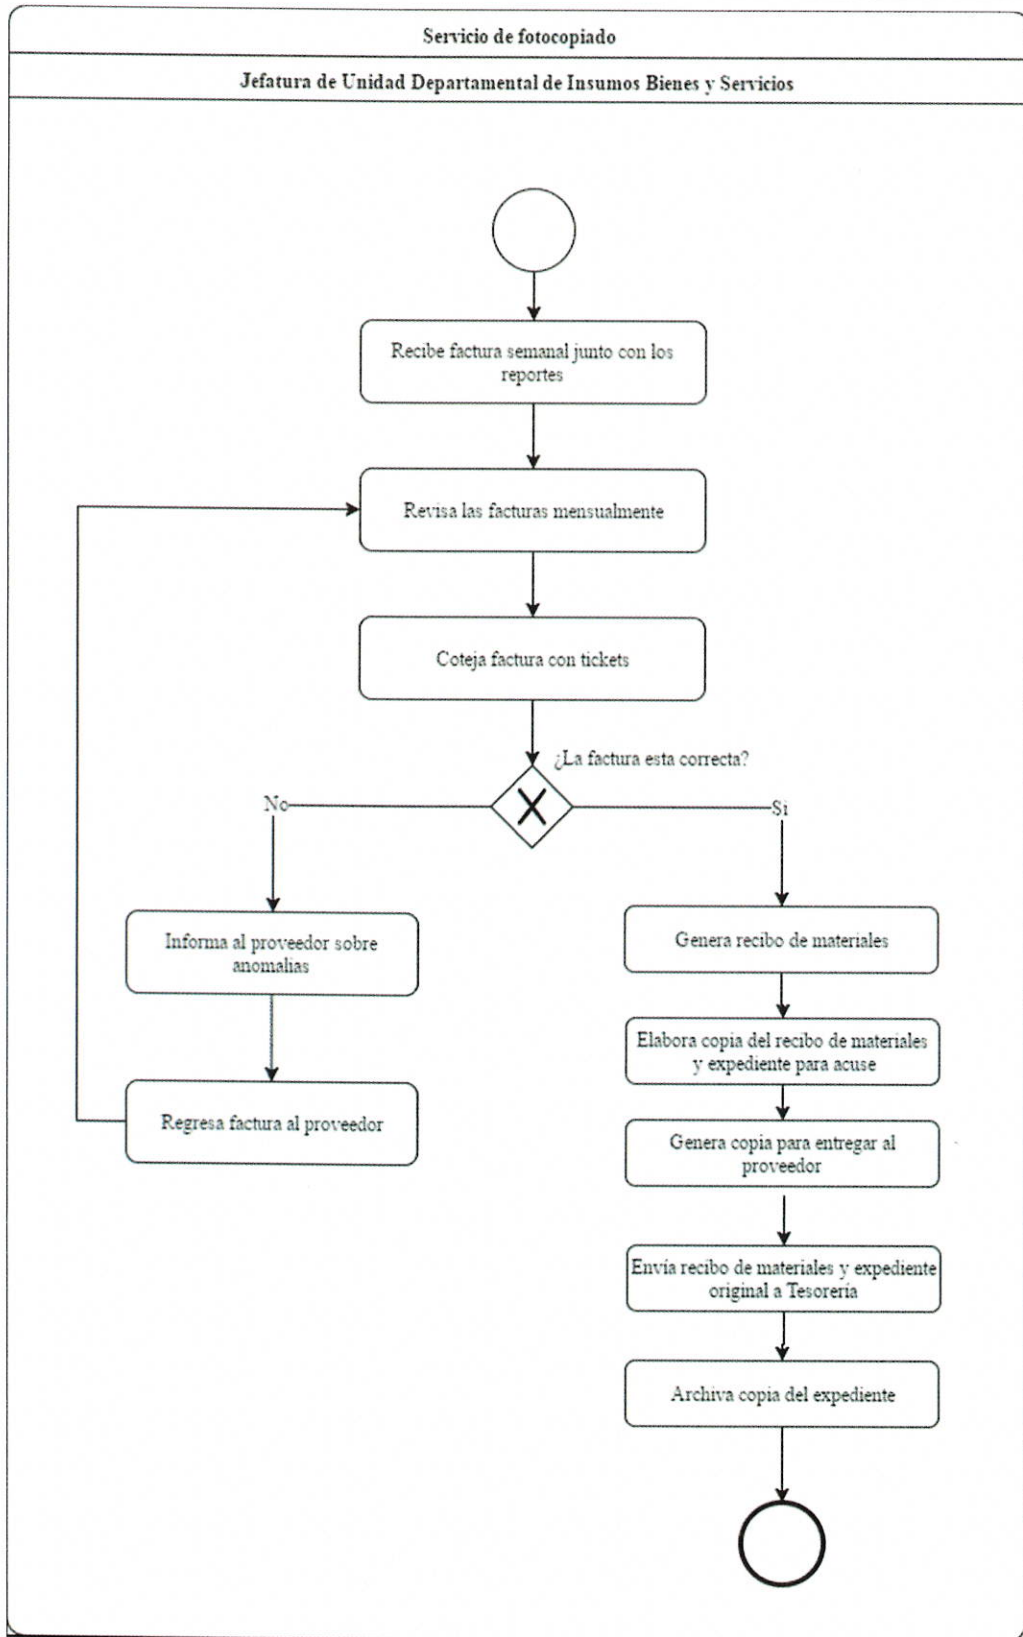 Servicio de fotocopiado
Jefatura de Unidad Departamental de Insumos Bienes y Servicios
Recibe factura semanal junto con los
reportes
Revisa las facturas mensualmente
Coteja factura con tickets
¿La factura esta correcta?
No
Si
Informa al proveedor sobre
anomalias
Regresa factura al proveedor
Genera recibo de materiales
Elabora copia del recibo de materiales
y expediente para acuse
Genera copia para entregar al
proveedor
Envía recibo de materiales y expediente
original a Tesorería
Archiva copia del expediente